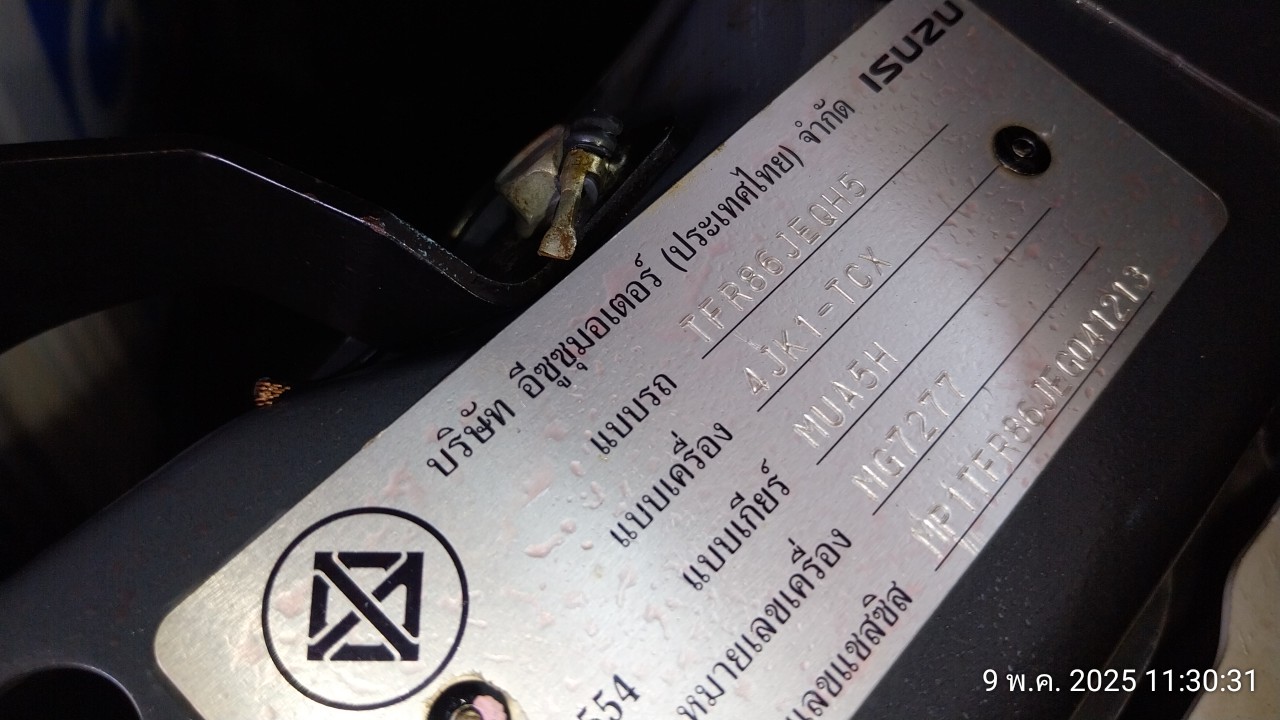 ISUZU
บริษัท อีซูซุมอเตอร์ (ประเทศไทย) จำกัด
แบบรถ TFR86JEQH5
แบบเครื่อง 4JK1-TCX
แบบเกียร์ MUA5H
หมายเลขเครื่อง MG7277
เลขแชสซิส MP1TFR86JEG041213
554
9 พ.ค. 2025 11:30:31